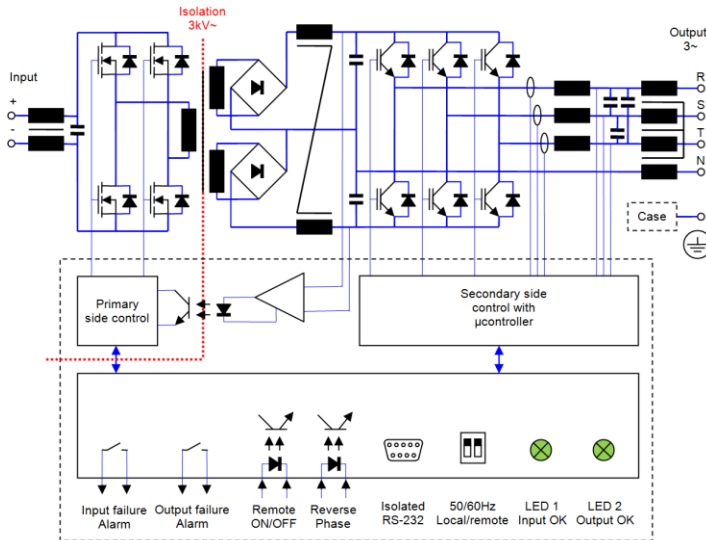 Isolation
3kV~
Output
3~
Input
+
-
R
S
T
N
Case
Primary
side control
Secondary side
control with
µcontroller
Input failure
Alarm
Output failure
Alarm
Remote
ON/OFF
Reverse
Phase
Isolated
RS-232
50/60Hz
Local/remote
LED 1
Input OK
LED 2
Output OK